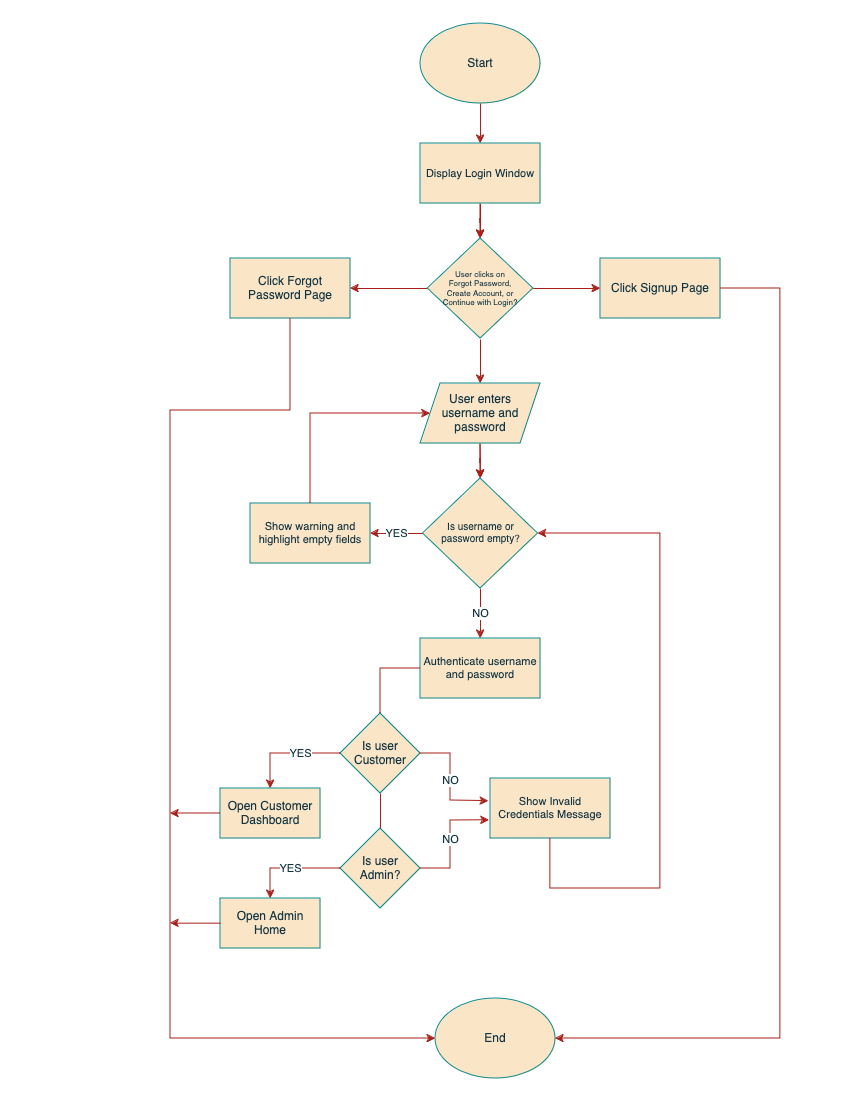 Start
Display Login Window
User clicks on
Forgot Password,
Create Account, or
Continue with Login?
Click Forgot
Password Page
Click Signup Page
User enters
username and
password
Is username or
password empty?
YES
Show warning and
highlight empty fields
NO
Authenticate username
and password
Is user
Customer
YES
NO
Open Customer
Dashboard
Show Invalid
Credentials Message
NO
Is user
Admin?
YES
Open Admin
Home
End